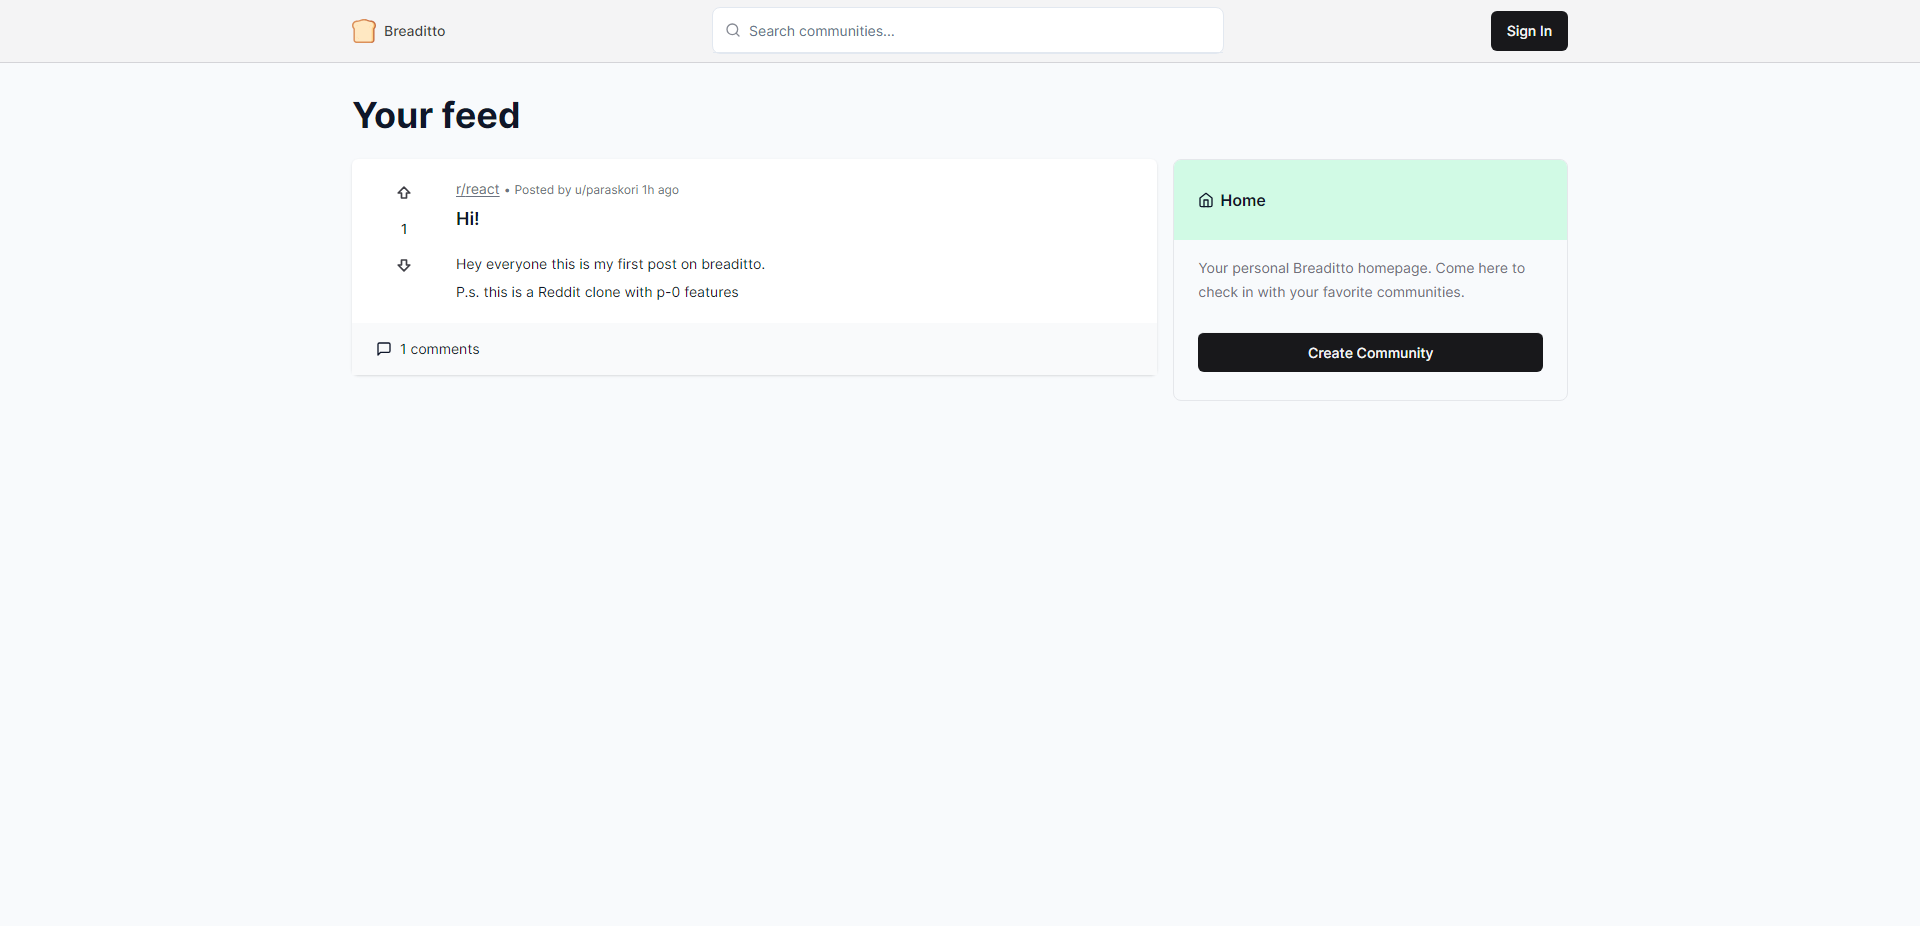 Breaditto
Search communities...
Sign In
Your feed
r/react • Posted by u/paraskori 1h ago
1
Hi!
Hey everyone this is my first post on breaditto.
P.s. this is a Reddit clone with p-0 features
1 comments
Home
Your personal Breaditto homepage. Come here to
check in with your favorite communities.
Create Community